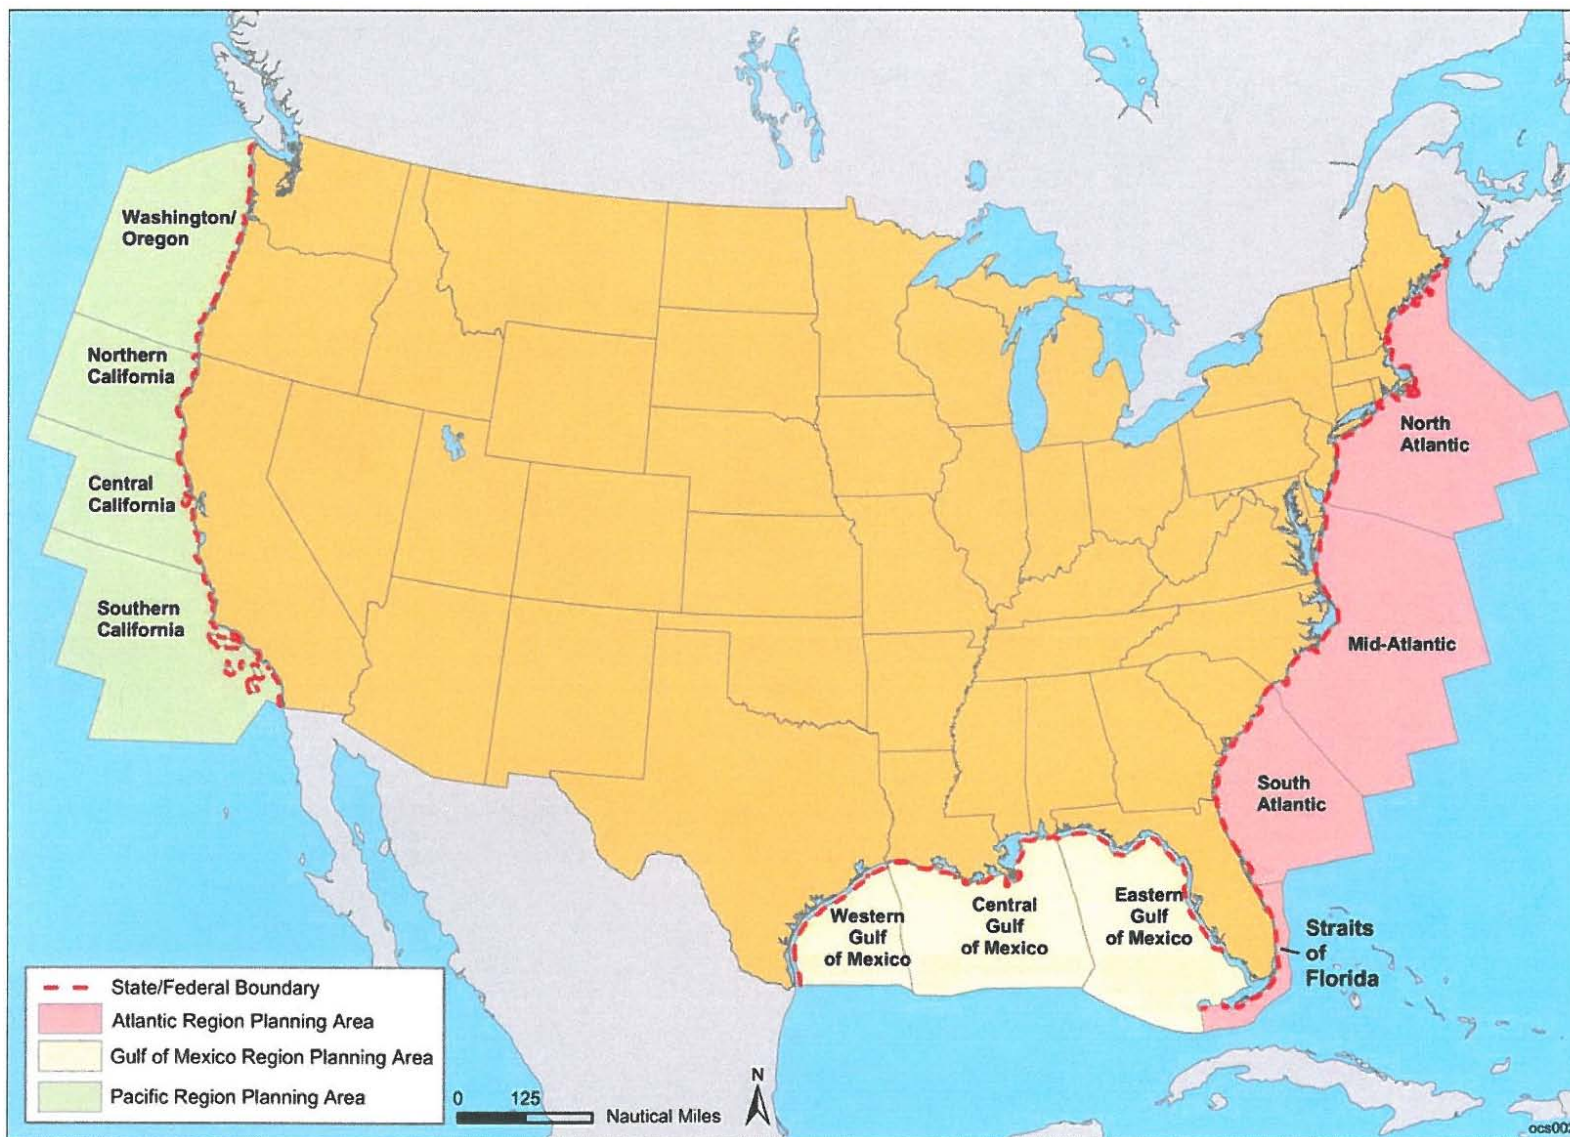 Washington/
Oregon
Northern
California
Central
California
Southern
California
North
Atlantic
Mid-Atlantic
South
Atlantic
Western
Gulf
of Mexico
Central
Gulf
of Mexico
Eastern
Gulf
of Mexico
Straits
of
Florida
State/Federal Boundary
Atlantic Region Planning Area
Gulf of Mexico Region Planning Area
Pacific Region Planning Area
0 125
Nautical Miles
N